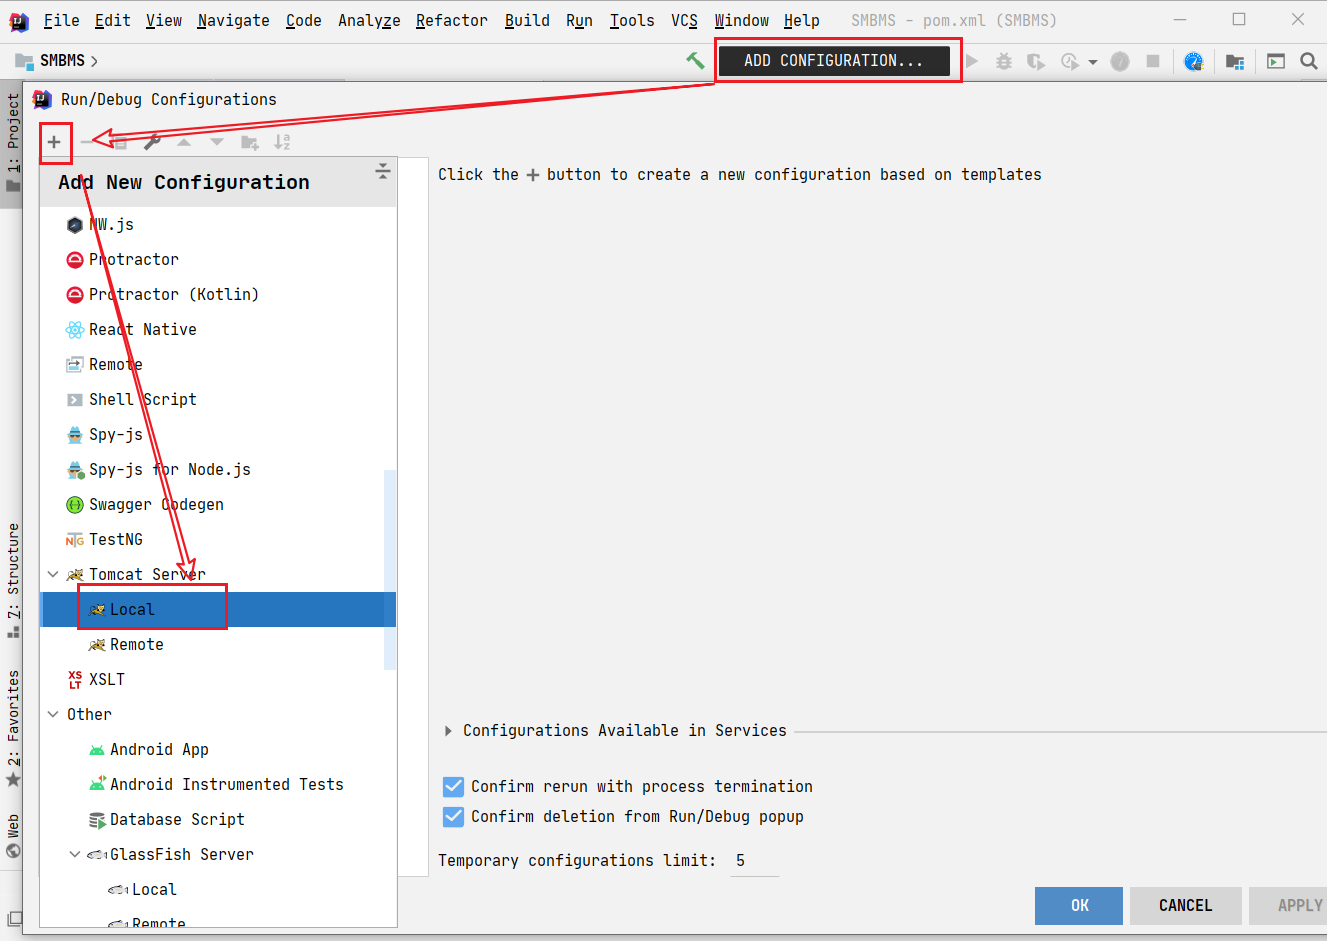 File Edit View Navigate Code Analyze Refactor Build Run Tools VCS Window Help SMBMS - pom.xml (SMBMS)
SMBMS
ADD CONFIGURATION...
Run/Debug Configurations
1: Project
Add New Configuration
Click the + button to create a new configuration based on templates
NW.js
Protractor
Protractor (Kotlin)
React Native
Remote
Shell Script
Spy-js
Spy-js for Node.js
Swagger Codegen
TestNG
Tomcat Server
Local
Remote
XSLT
Other
Android App
Android Instrumented Tests
Database Script
GlassFish Server
Local
Remote
7: Structure
2: Favorites
Web
Configurations Available in Services
Confirm rerun with process termination
Confirm deletion from Run/Debug popup
Temporary configurations limit: 5
OK CANCEL APPLY